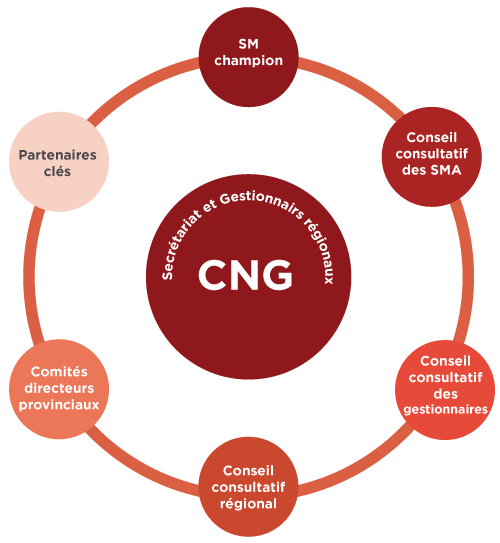 SM
champion
Conseil
consultatif
des SMA
Conseil
consultatif
des
gestionnaires
Conseil
consultatif
régional
Comités
directeurs
provinciaux
Partenaires
clés
Secrétariat et Gestionnairs régionaux
CNG